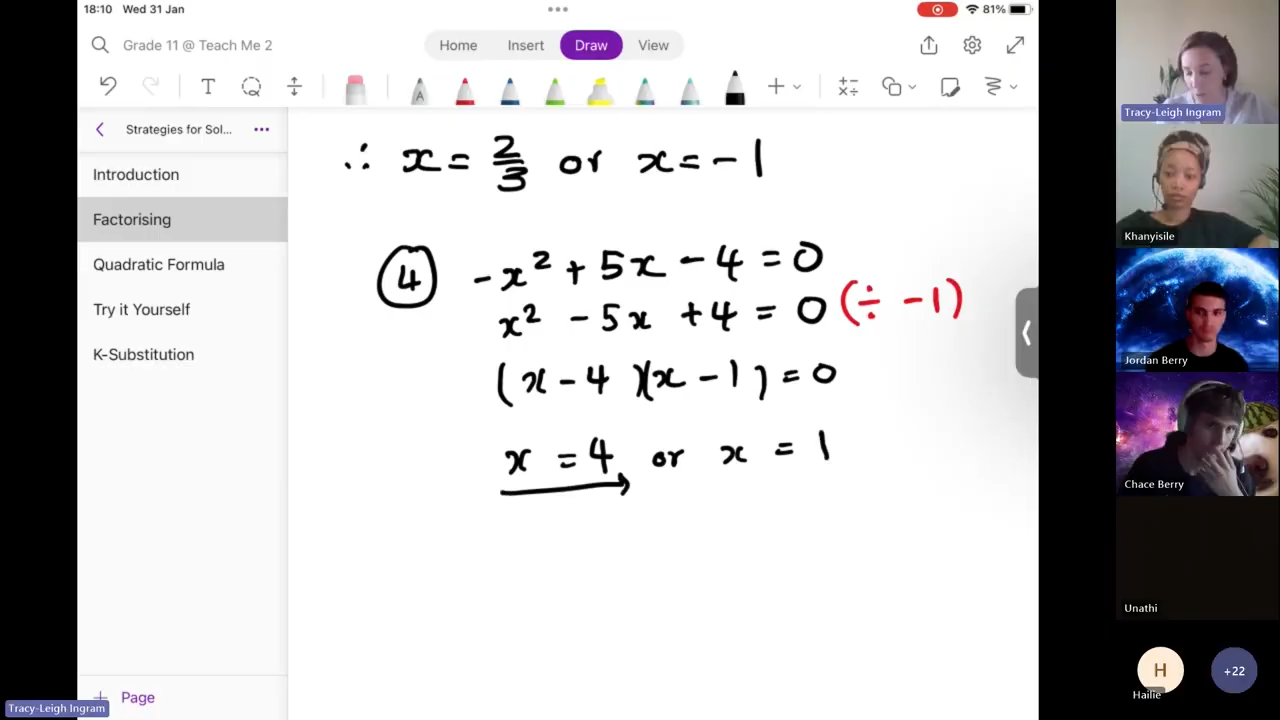 18:10 Wed 31 Jan
81%
Grade 11 @ Teach Me 2
Home Insert Draw View
T
A
Strategies for Sol...
Introduction
Factorising
Quadratic Formula
Try it Yourself
K-Substitution
Page
∴ x = 2/3 or x = -1
4 -x² + 5x - 4 = 0
x² - 5x + 4 = 0 (÷ -1)
(x - 4)(x - 1) = 0
x = 4 or x = 1
Tracy-Leigh Ingram
Khanyisile
Jordan Berry
Chace Berry
Unathi
H
Hailie
+22
Tracy-Leigh Ingram